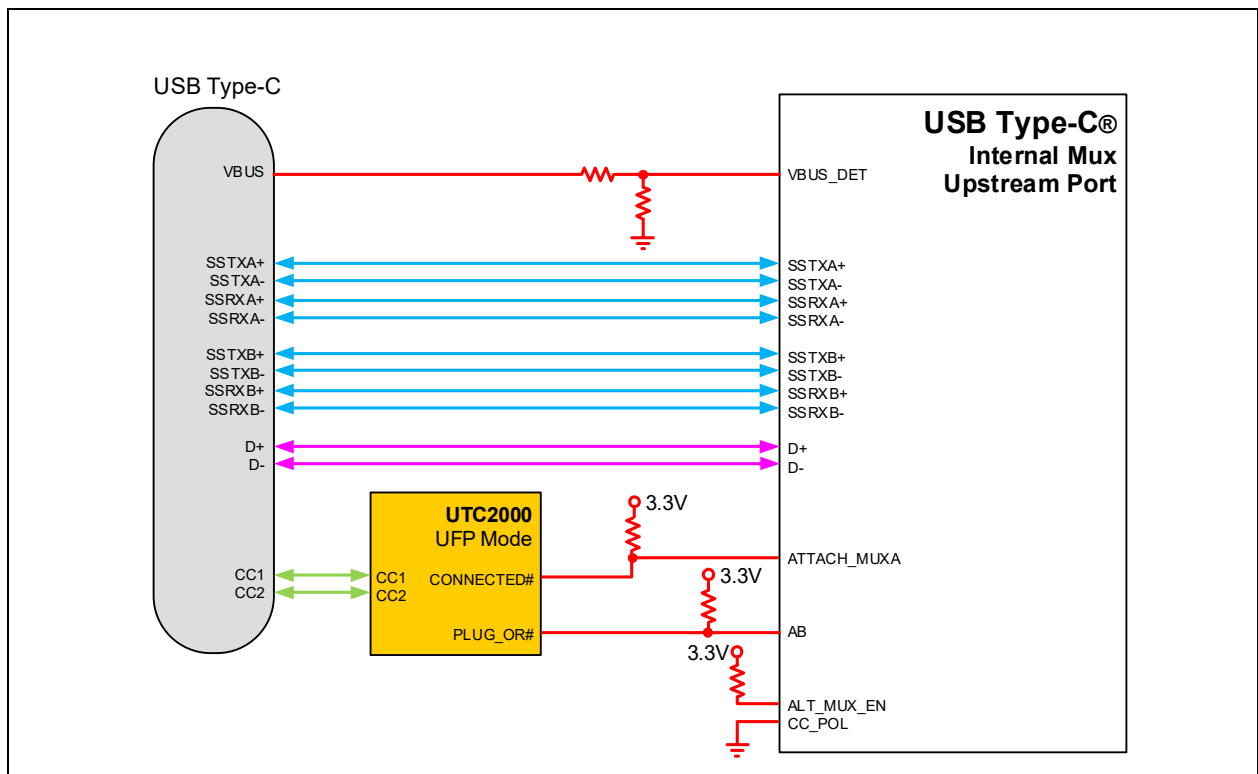 USB Type-C
VBUS
SSTXA+
SSTXA-
SSRXA+
SSRXA-
SSTXB+
SSTXB-
SSRXB+
SSRXB-
D+
D-
CC1
CC2
UTC2000
UFP Mode
CC1
CC2
CONNECTED#
PLUG_OR#
3.3V
3.3V
3.3V
USB Type-C®
Internal Mux
Upstream Port
VBUS_DET
SSTXA+
SSTXA-
SSRXA+
SSRXA-
SSTXB+
SSTXB-
SSRXB+
SSRXB-
D+
D-
ATTACH_MUXA
AB
ALT_MUX_EN
CC_POL